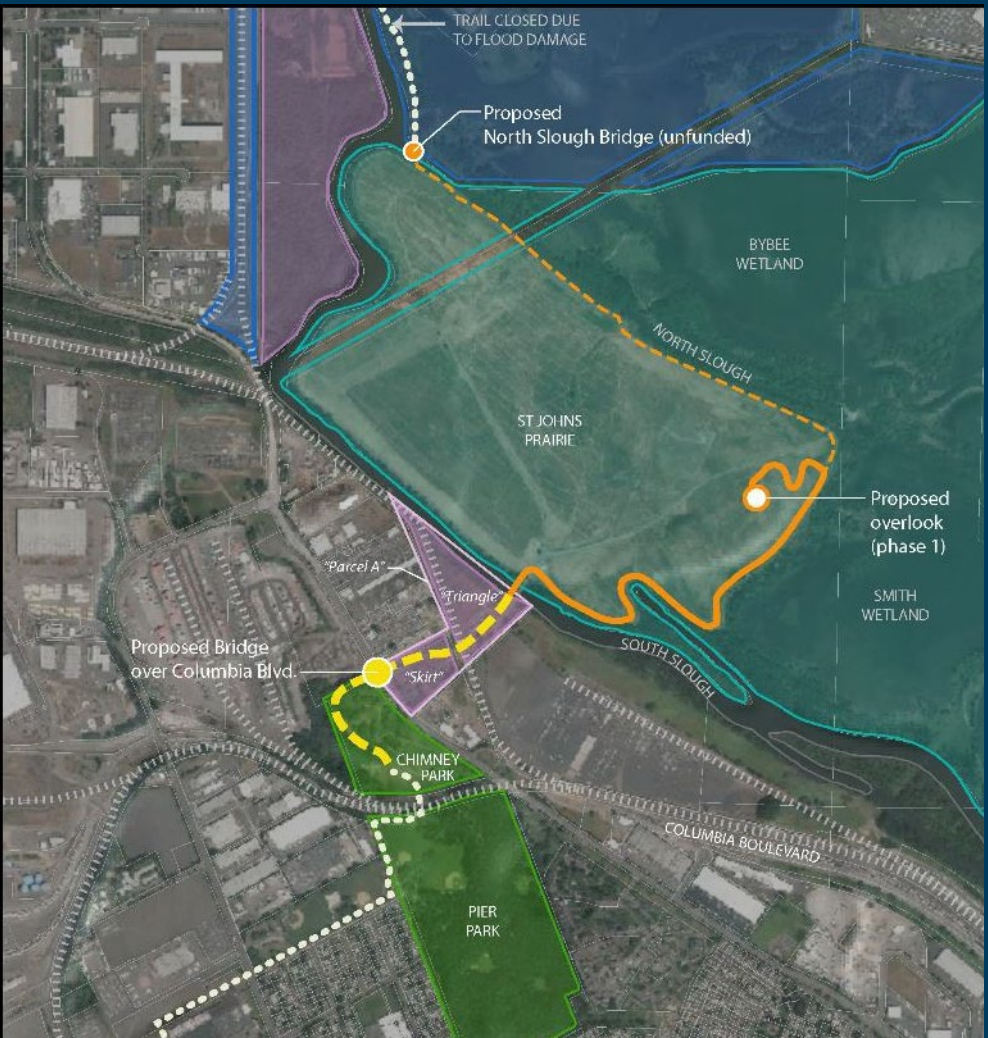 TRAIL CLOSED DUE
TO FLOOD DAMAGE
Proposed
North Slough Bridge (unfunded)
BYBEE
WETLAND
NORTH SLOUGH
ST JOHNS
PRAIRIE
Proposed
overlook
(phase 1)
"Parcel A"
"Triangle"
SMITH
WETLAND
Proposed Bridge
over Columbia Blvd.
"Skirt"
SOUTH SLOUGH
CHIMNEY
PARK
COLUMBIA BOULEVARD
PIER
PARK